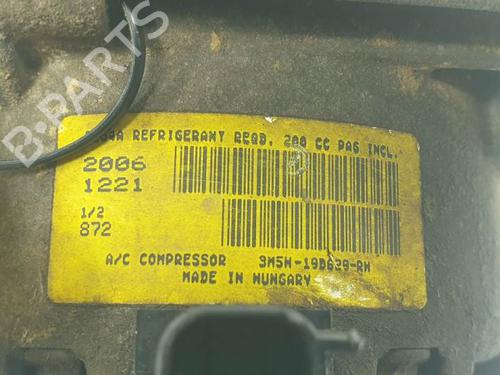 REFRIGERANT REQD, 200 CC PAG INCL.
2006
1221
1/2
872
A/C COMPRESSOR 3M5H-19D629-RH
MADE IN HUNGARY
B-PARTS